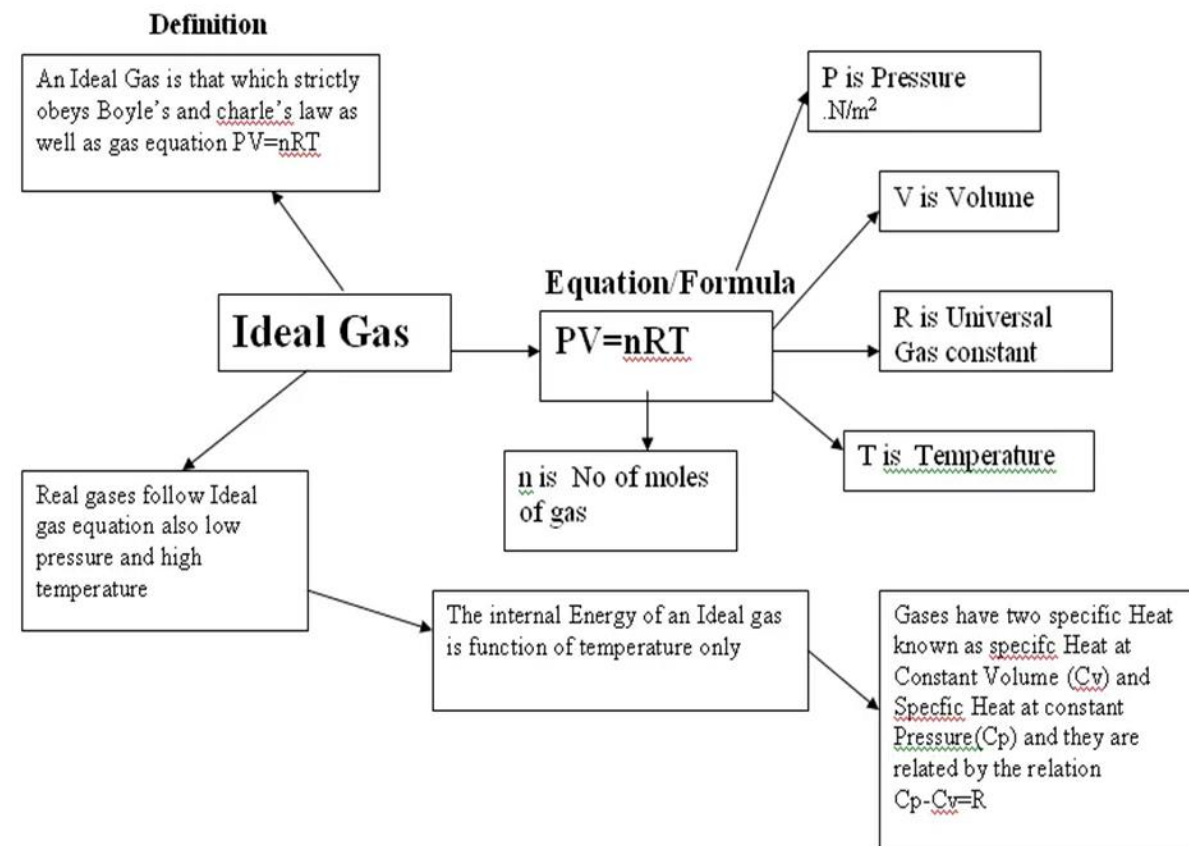 Definition
An Ideal Gas is that which strictly
obeys Boyle's and charle's law as
well as gas equation PV=nRT
P is Pressure
.N/m²
V is Volume
Equation/Formula
Ideal Gas
PV=nRT
R is Universal
Gas constant
T is Temperature
n is No of moles
of gas
Real gases follow Ideal
gas equation also low
pressure and high
temperature
The internal Energy of an Ideal gas
is function of temperature only
Gases have two specific Heat
known as specifc Heat at
Constant Volume (Cv) and
Specfic Heat at constant
Pressure(Cp) and they are
related by the relation
Cp-Cv=R